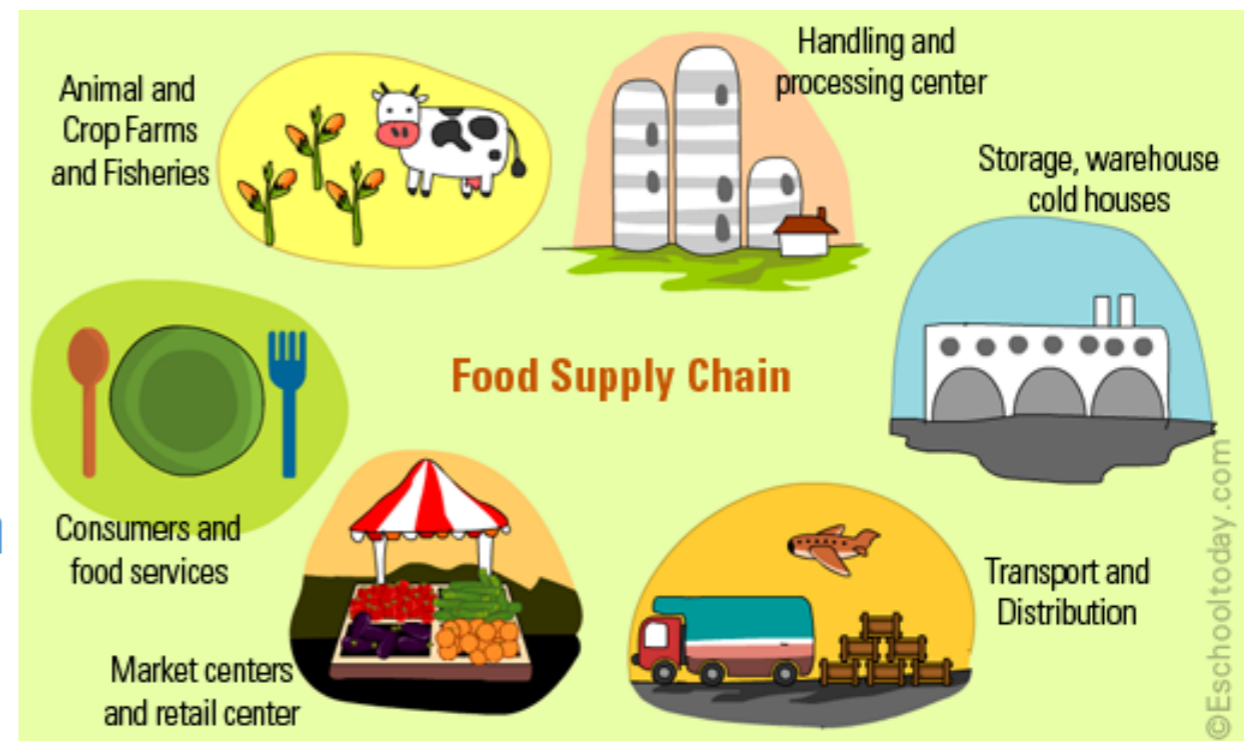 Animal and
Crop Farms
and Fisheries
Handling and
processing center
Storage, warehouse
cold houses
Food Supply Chain
Consumers and
food services
Transport and
Distribution
Market centers
and retail center
©Eschooltoday.com